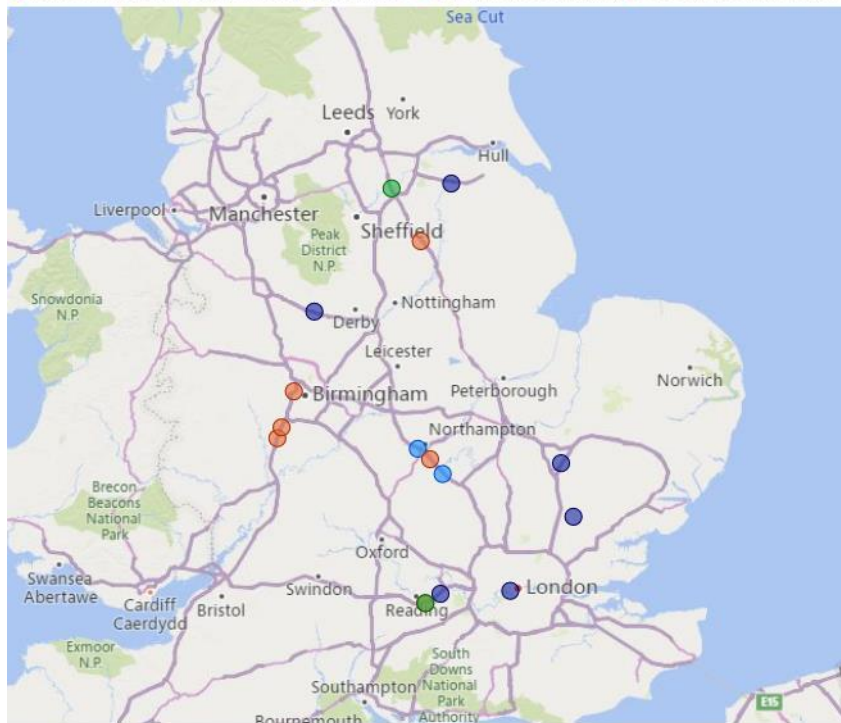 Sea Cut
Leeds
York
Hull
Liverpool
Manchester
Sheffield
Peak
District
N.P.
Snowdonia
N.P.
Nottingham
Derby
Leicester
Norwich
Birmingham
Peterborough
Northampton
Brecon
Beacons
National
Park
Oxford
Swansea
Abertawe
Cardiff
Caerdydd
Bristol
Swindon
Reading
London
Exmoor
N.P.
South
Downs
National
Park
Authority
Southampton
Bournemouth
E15